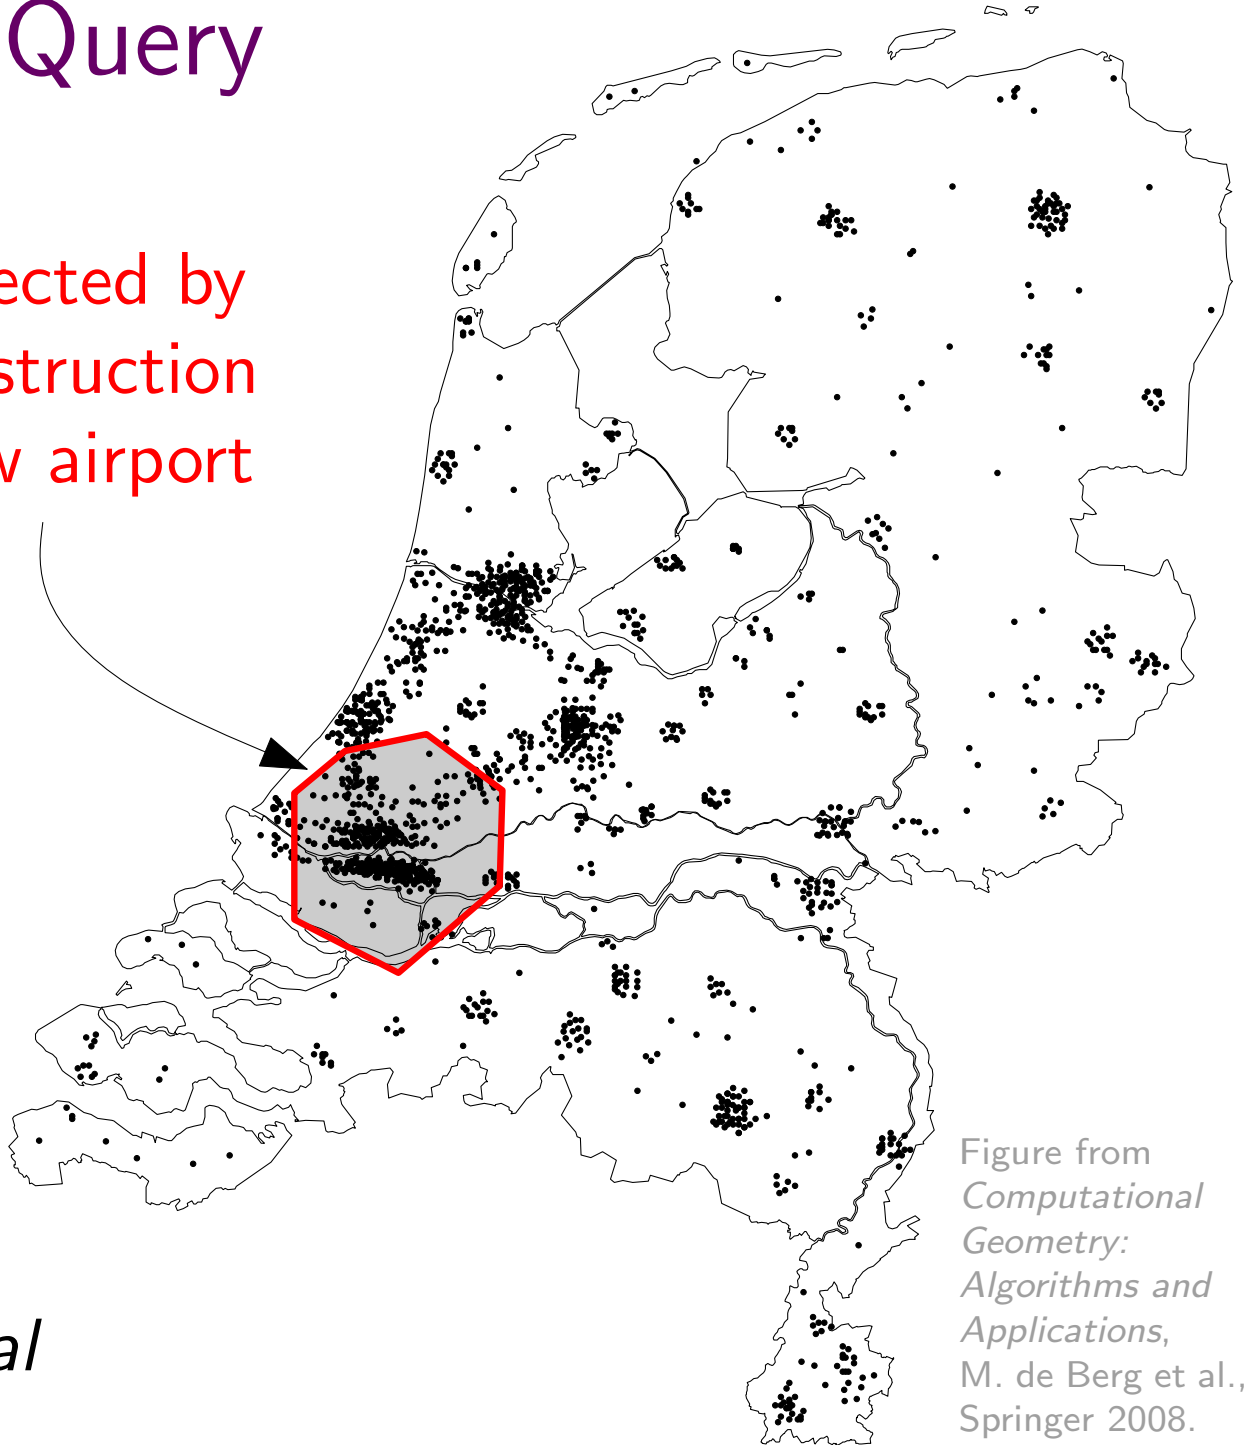 Query
ected by
struction
w airport
al
Figure from
Computational
Geometry:
Algorithms and
Applications,
M. de Berg et al.,
Springer 2008.